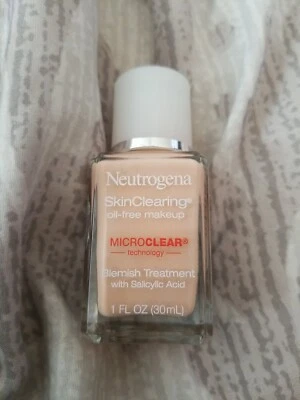 Neutrogena
SkinClearing®
oil-free makeup
MICROCLEAR®
technology
Blemish Treatment
with Salicylic Acid
1 FL OZ (30mL)